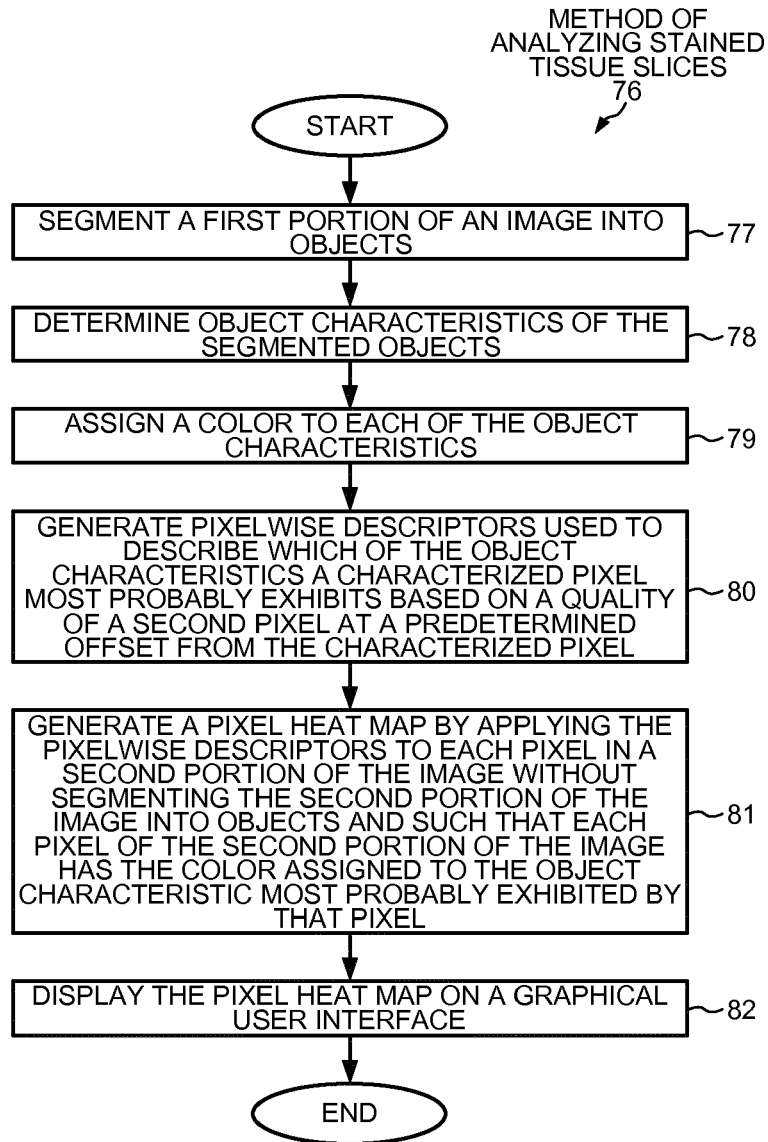 METHOD OF
ANALYZING STAINED
TISSUE SLICES
76
START
SEGMENT A FIRST PORTION OF AN IMAGE INTO
OBJECTS
77
DETERMINE OBJECT CHARACTERISTICS OF THE
SEGMENTED OBJECTS
78
ASSIGN A COLOR TO EACH OF THE OBJECT
CHARACTERISTICS
79
GENERATE PIXELWISE DESCRIPTORS USED TO
DESCRIBE WHICH OF THE OBJECT
CHARACTERISTICS A CHARACTERIZED PIXEL
MOST PROBABLY EXHIBITS BASED ON A QUALITY
OF A SECOND PIXEL AT A PREDETERMINED
OFFSET FROM THE CHARACTERIZED PIXEL
80
GENERATE A PIXEL HEAT MAP BY APPLYING THE
PIXELWISE DESCRIPTORS TO EACH PIXEL IN A
SECOND PORTION OF THE IMAGE WITHOUT
SEGMENTING THE SECOND PORTION OF THE
IMAGE INTO OBJECTS AND SUCH THAT EACH
PIXEL OF THE SECOND PORTION OF THE IMAGE
HAS THE COLOR ASSIGNED TO THE OBJECT
CHARACTERISTIC MOST PROBABLY EXHIBITED BY
THAT PIXEL
81
DISPLAY THE PIXEL HEAT MAP ON A GRAPHICAL
USER INTERFACE
82
END